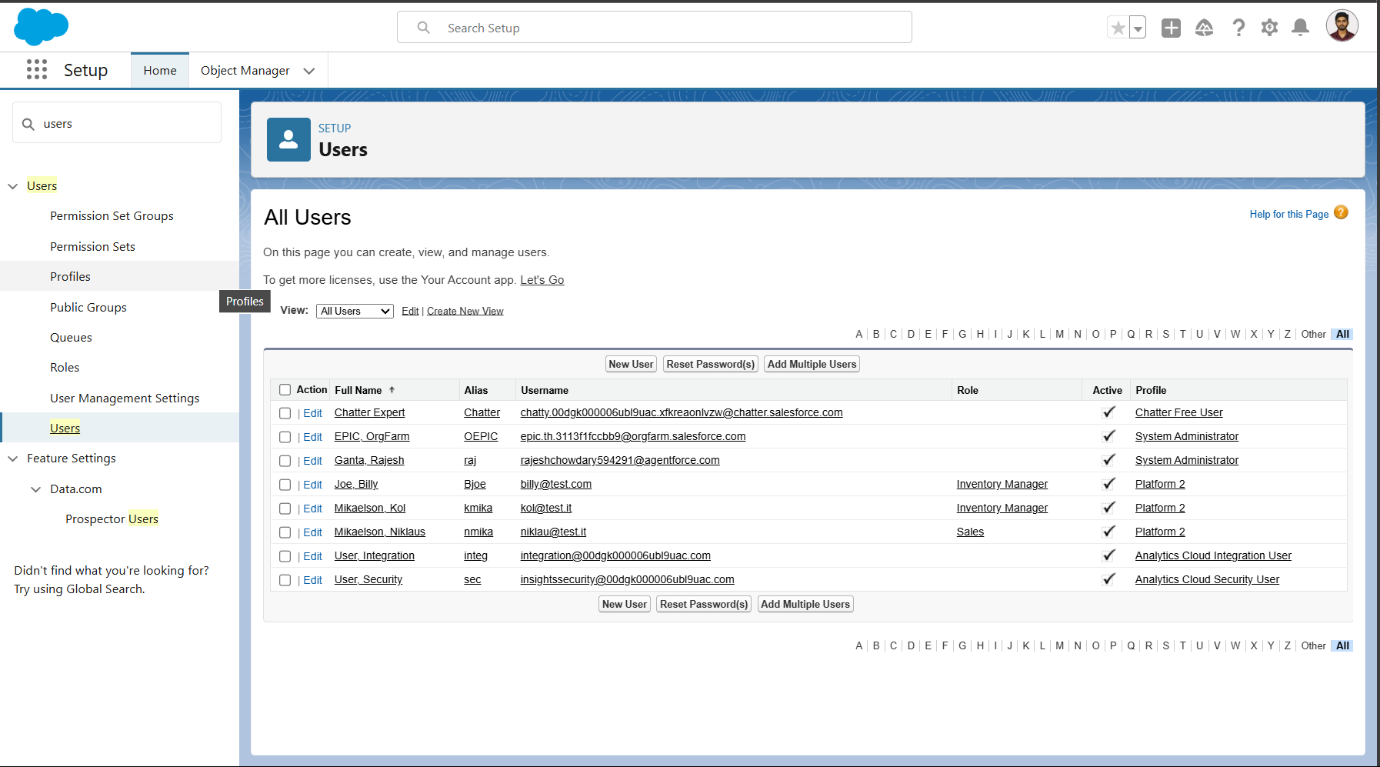 Search Setup
Setup Home Object Manager
users
SETUP
Users
Users
Permission Set Groups
Permission Sets
Profiles
Public Groups
Queues
Roles
User Management Settings
Users
Feature Settings
Data.com
Prospector Users
Didn't find what you're looking for?
Try using Global Search.
Profiles
All Users
Help for this Page ?
On this page you can create, view, and manage users.
To get more licenses, use the Your Account app. Let's Go
View: All Users Edit | Create New View
A B C D E F G H I J K L M N O P Q R S T U V W X Y Z Other All
New User Reset Password(s) Add Multiple Users
Action Full Name Alias Username Role Active Profile
| Edit Chatter Expert Chatter chatty.00dgk000006ubl9uac.xfkreaonlvzw@chatter.salesforce.com Chatter Free User
| Edit EPIC, OrgFarm OEPIC epic.th.3113f1fccbb9@orgfarm.salesforce.com System Administrator
| Edit Ganta, Rajesh raj rajeshchowdary594291@agentforce.com System Administrator
| Edit Joe, Billy Bjoe billy@test.com Inventory Manager Platform 2
| Edit Mikaelson, Kol kmika kol@test.it Inventory Manager Platform 2
| Edit Mikaelson, Niklaus nmika niklau@test.it Sales Platform 2
| Edit User, Integration integ integration@00dgk000006ubl9uac.com Analytics Cloud Integration User
| Edit User, Security sec insightssecurity@00dgk000006ubl9uac.com Analytics Cloud Security User
New User Reset Password(s) Add Multiple Users
A B C D E F G H I J K L M N O P Q R S T U V W X Y Z Other All